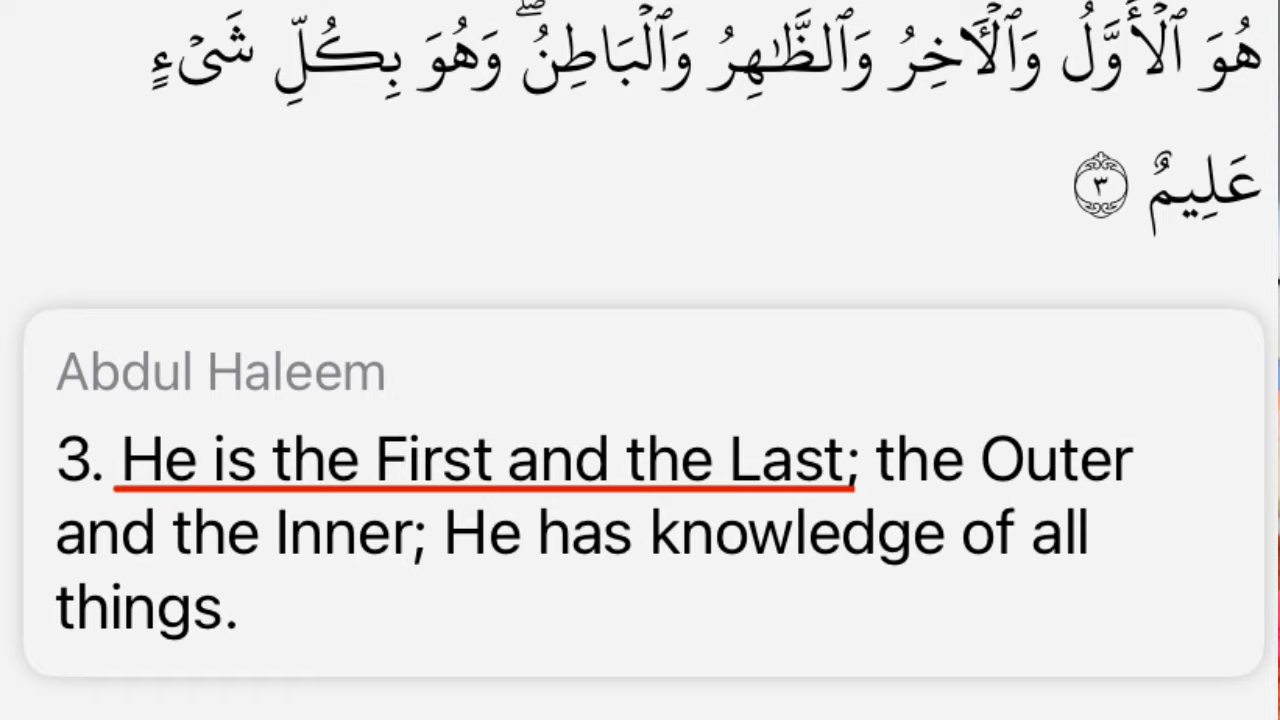 هُوَ ٱلْأَوَّلُ وَٱلْـَٔاخِرُ وَٱلظَّـٰهِرُ وَٱلْبَاطِنُ ۖ وَهُوَ بِكُلِّ شَىْءٍ
عَلِيمٌ ٣
Abdul Haleem
3. He is the First and the Last; the Outer
and the Inner; He has knowledge of all
things.